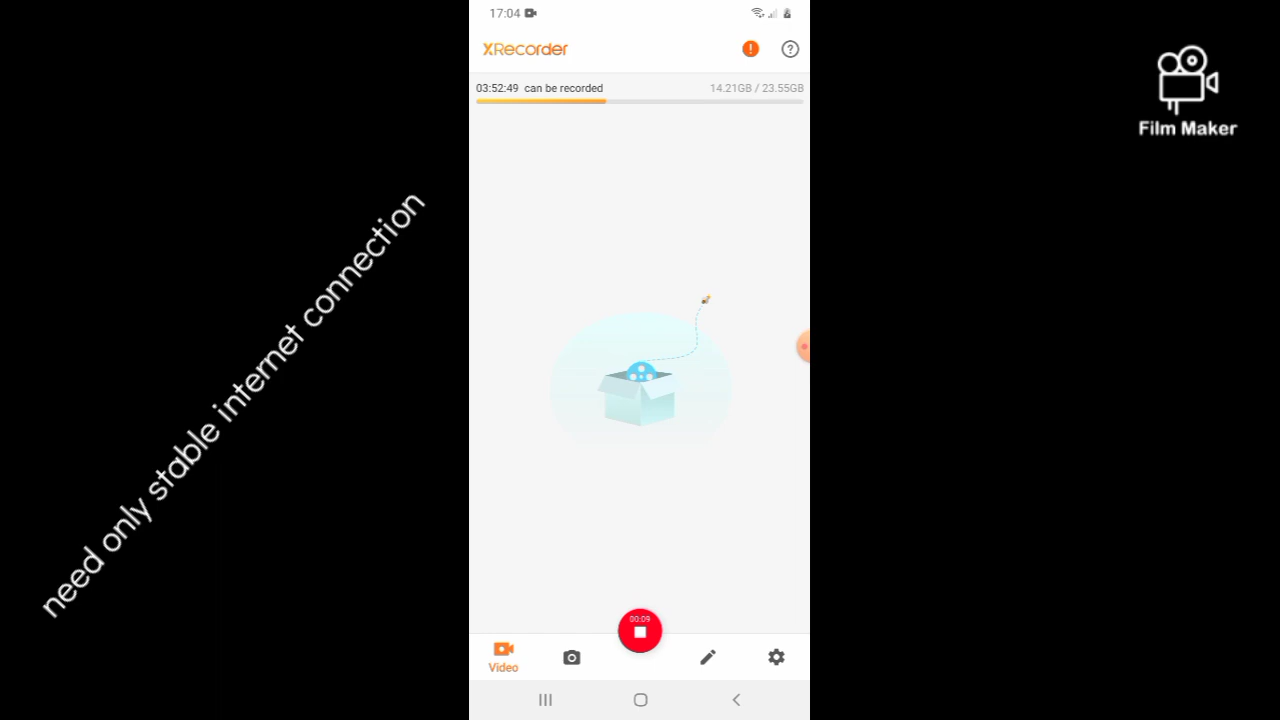 17:04
XRecorder
03:52:49 can be recorded
14.21GB / 23.55GB
Film Maker
need only stable internet connection
00:09
Video